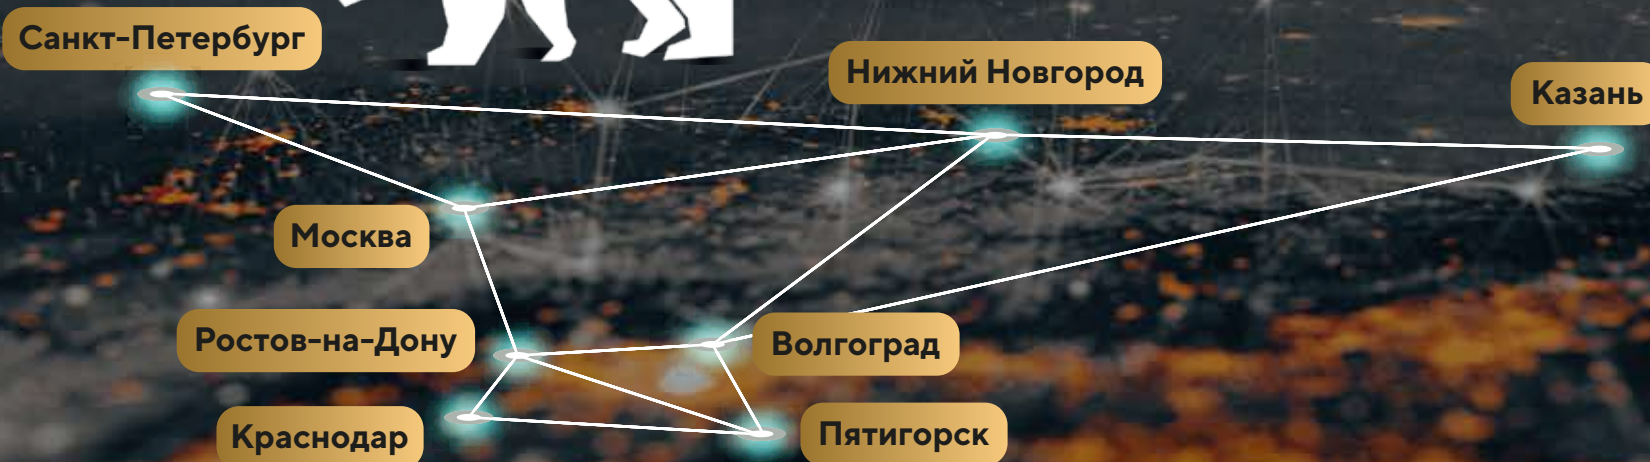 Санкт-Петербург
Нижний Новгород
Казань
Москва
Ростов-на-Дону
Волгоград
Краснодар
Пятигорск